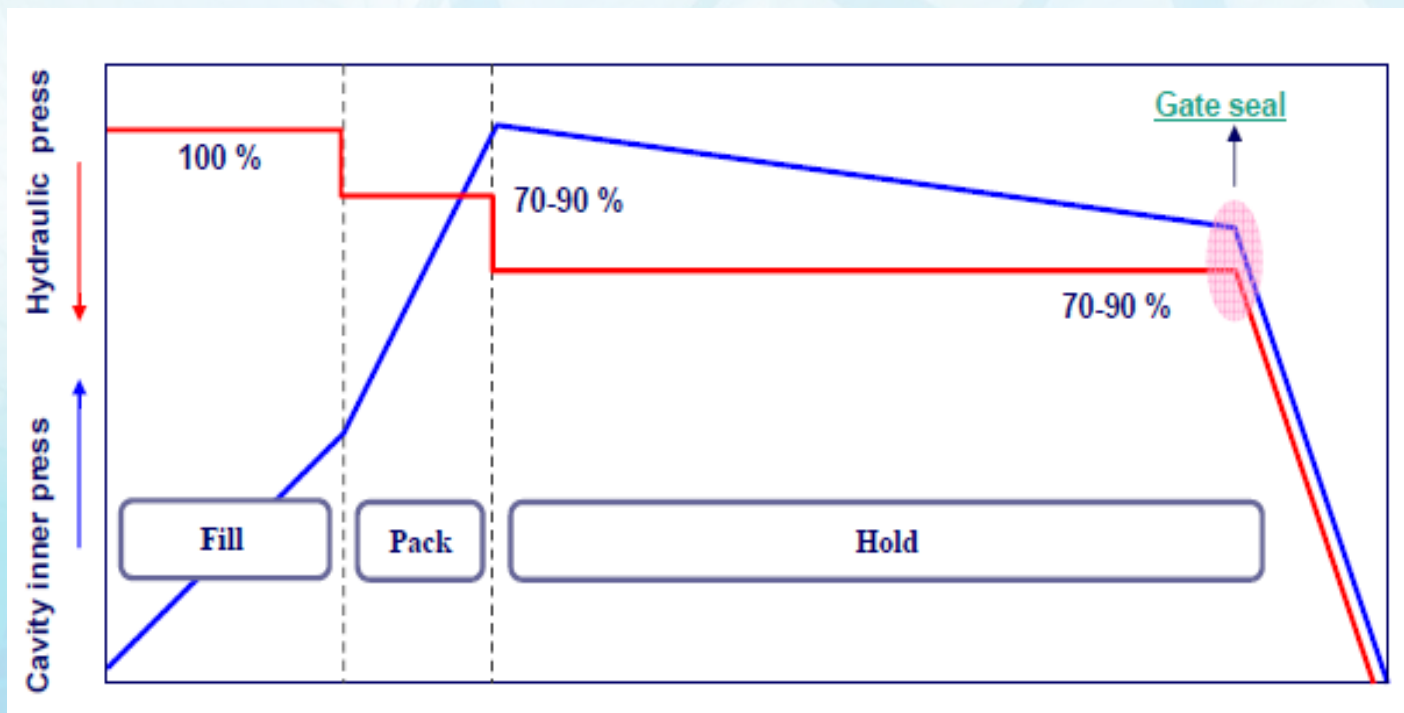 Hydraulic press
Cavity inner press
100 %
70-90 %
70-90 %
Gate seal
Fill
Pack
Hold